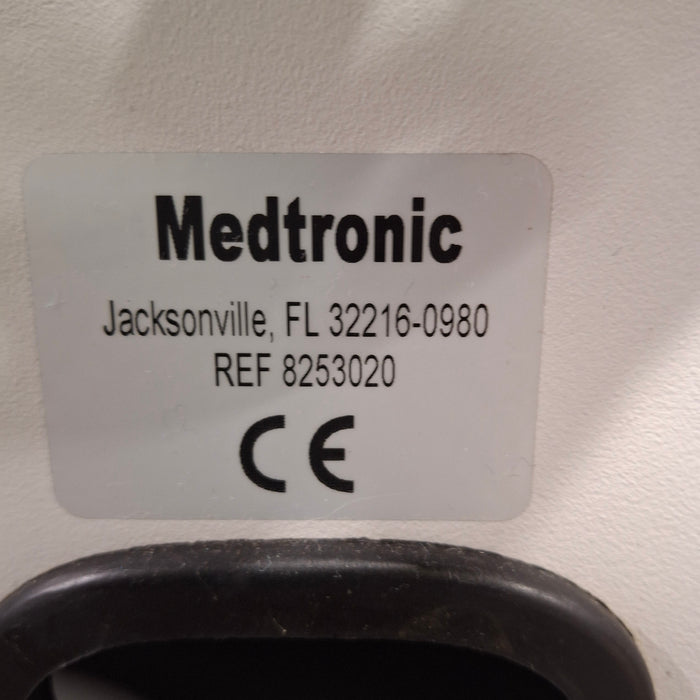 Medtronic
Jacksonville, FL 32216-0980
REF 8253020
CE